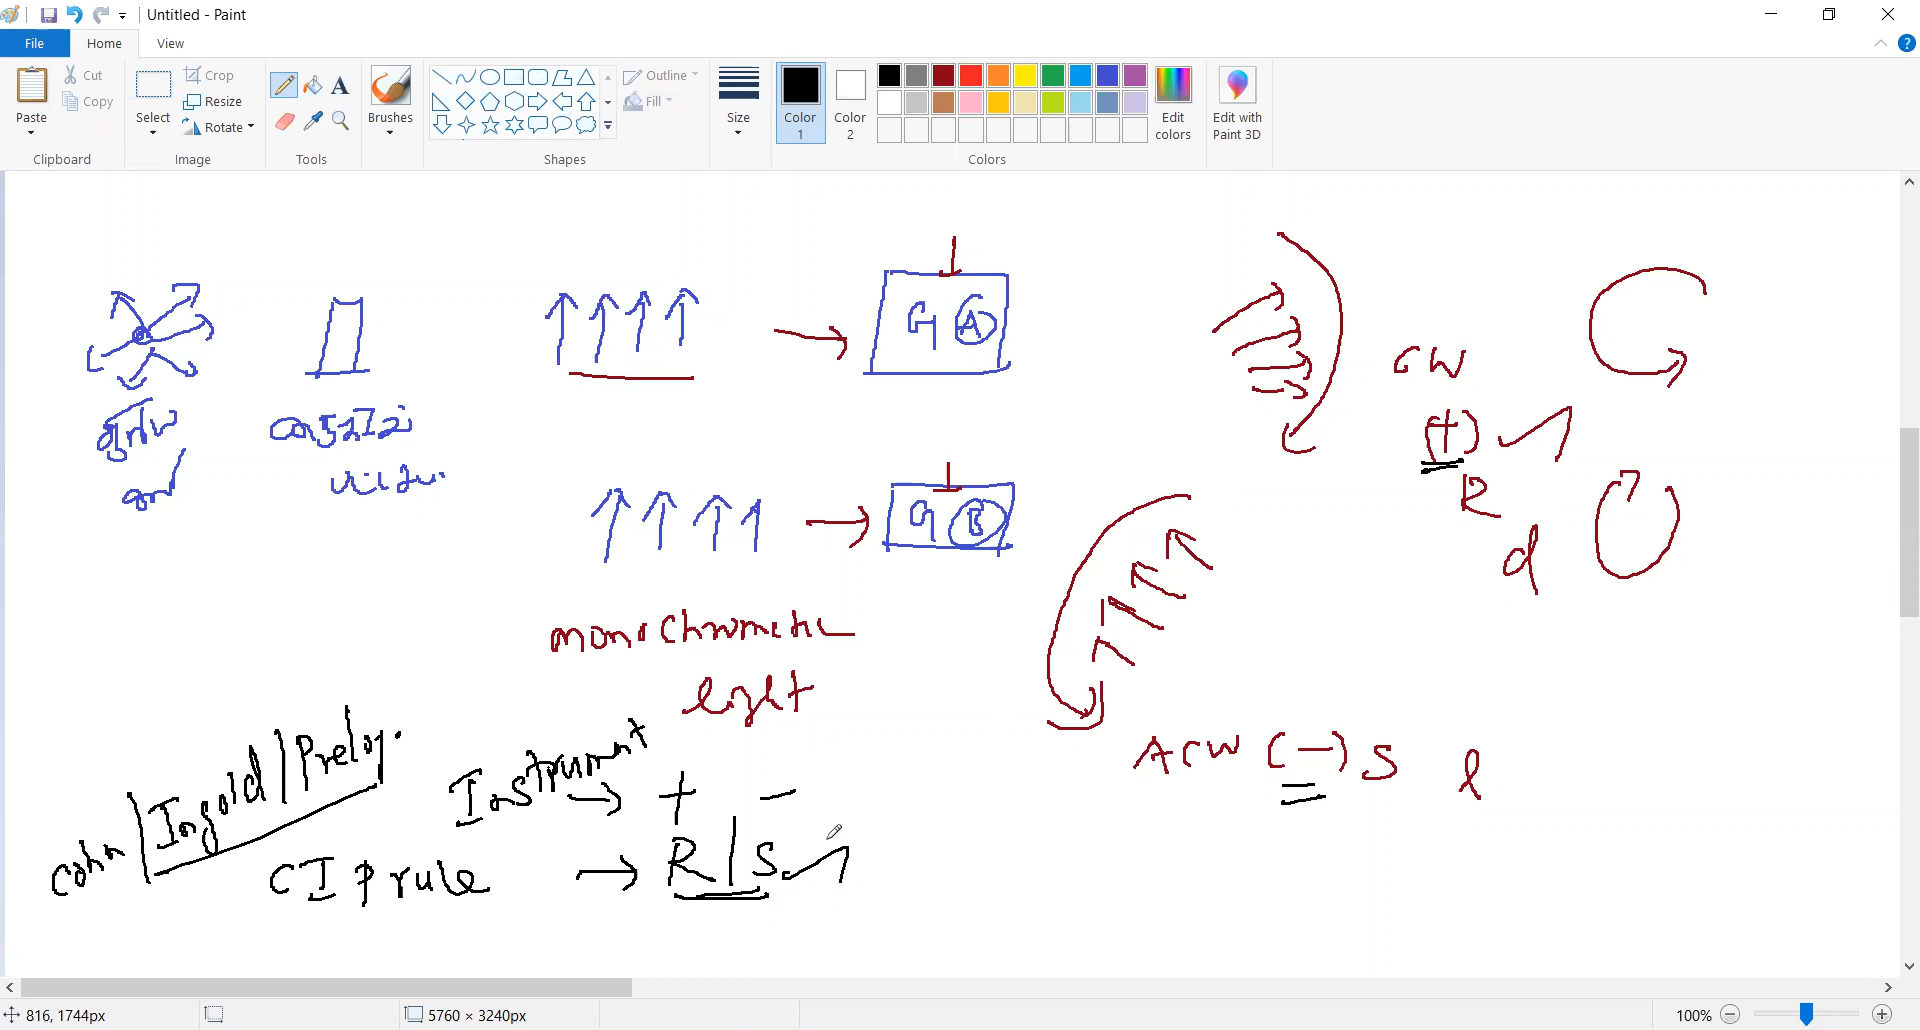 Untitled - Paint
File Home View
Paste
Cut
Copy
Clipboard
Select
Crop
Resize
Rotate
Image
Tools
Brushes
Outline
Fill
Shapes
Size
Color 1
Color 2
Edit colors
Colors
Edit with Paint 3D
G A
CW
(+)
R
d
G B
monochrometic
light
ACW (-) S l
Cohn | Ingold | Prelog.
Instrument → + -
CIP rule → R | S
816, 1744px
5760 × 3240px
100%